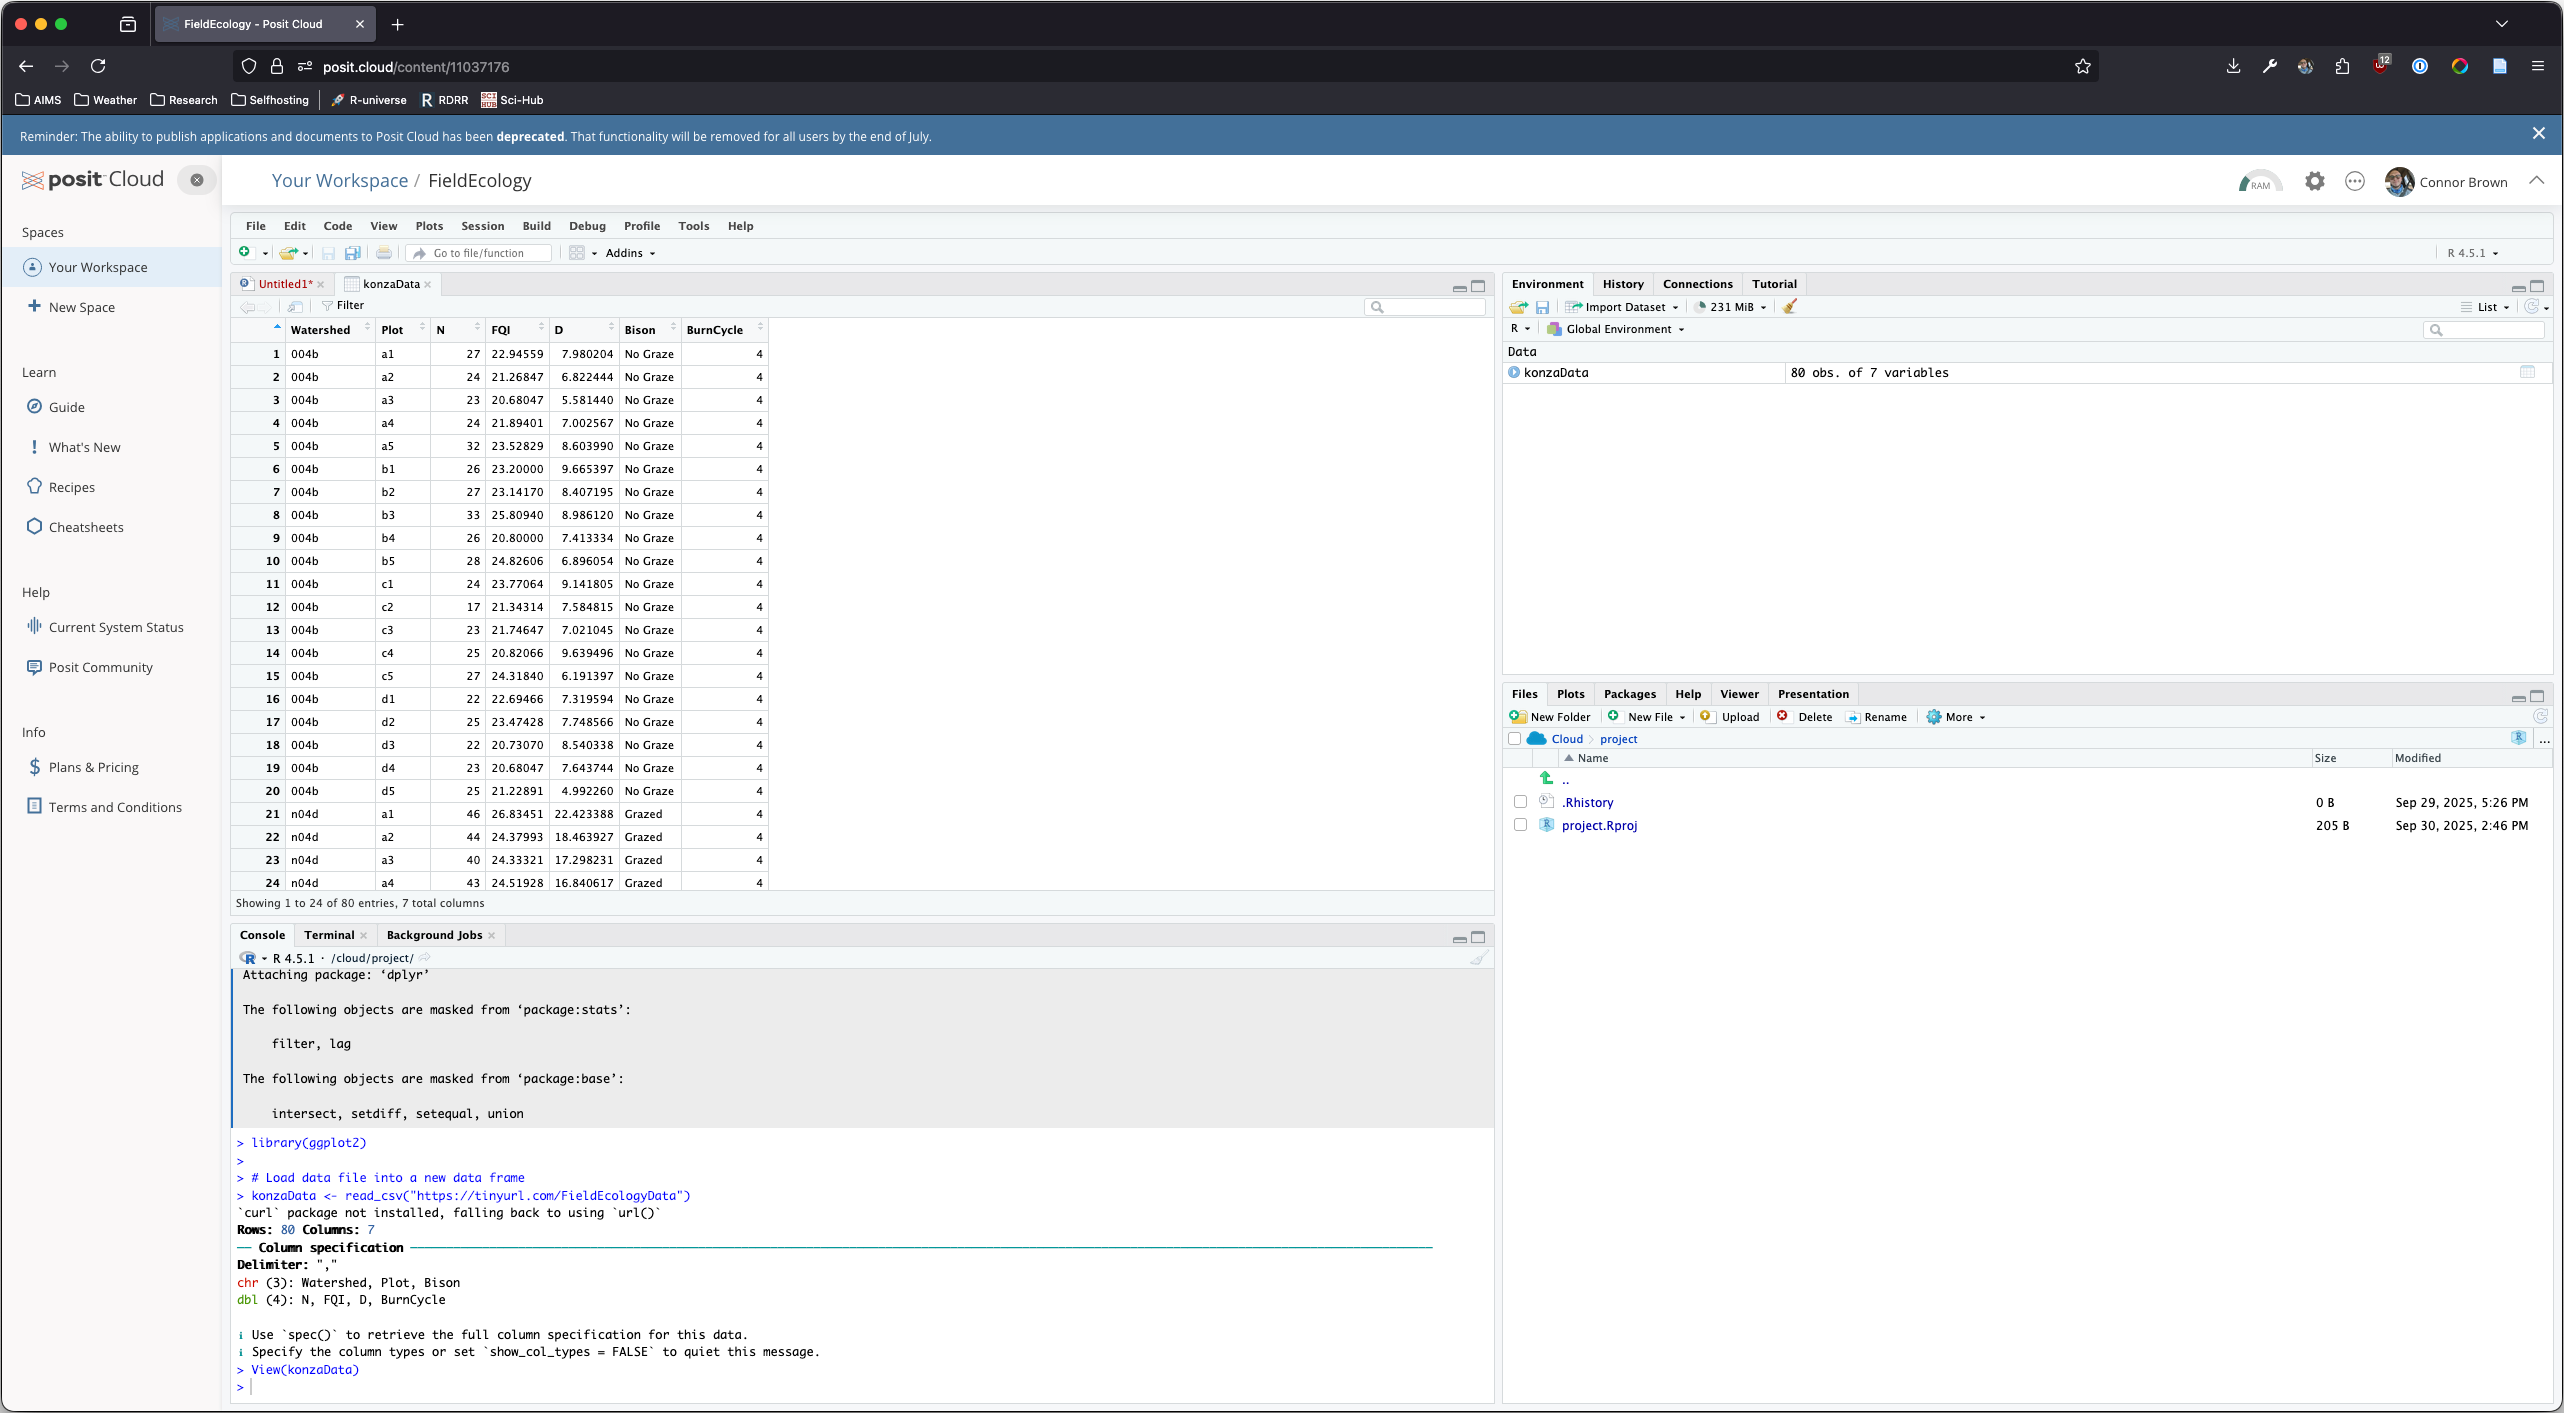 FieldEcology - Posit Cloud
posit.cloud/content/11037176
12
AIMS Weather Research Selfhosting R-universe RDRR Sci-Hub
Reminder: The ability to publish applications and documents to Posit Cloud has been deprecated. That functionality will be removed for all users by the end of July.
posit Cloud
Your Workspace / FieldEcology
RAM
Connor Brown
Spaces
Your Workspace
New Space
Learn
Guide
What's New
Recipes
Cheatsheets
Help
Current System Status
Posit Community
Info
Plans & Pricing
Terms and Conditions
File Edit Code View Plots Session Build Debug Profile Tools Help
Go to file/function Addins R 4.5.1
Untitled1* konzaData
Filter
Watershed Plot N FQI D Bison BurnCycle
1 004b a1 27 22.94559 7.980204 No Graze 4
2 004b a2 24 21.26847 6.822444 No Graze 4
3 004b a3 23 20.68047 5.581440 No Graze 4
4 004b a4 24 21.89401 7.002567 No Graze 4
5 004b a5 32 23.52829 8.603990 No Graze 4
6 004b b1 26 23.20000 9.665397 No Graze 4
7 004b b2 27 23.14170 8.407195 No Graze 4
8 004b b3 33 25.80940 8.986120 No Graze 4
9 004b b4 26 20.80000 7.413334 No Graze 4
10 004b b5 28 24.82606 6.896054 No Graze 4
11 004b c1 24 23.77064 9.141805 No Graze 4
12 004b c2 17 21.34314 7.584815 No Graze 4
13 004b c3 23 21.74647 7.021045 No Graze 4
14 004b c4 25 20.82066 9.639496 No Graze 4
15 004b c5 27 24.31840 6.191397 No Graze 4
16 004b d1 22 22.69466 7.319594 No Graze 4
17 004b d2 25 23.47428 7.748566 No Graze 4
18 004b d3 22 20.73070 8.540338 No Graze 4
19 004b d4 23 20.68047 7.643744 No Graze 4
20 004b d5 25 21.22891 4.992260 No Graze 4
21 n04d a1 46 26.83451 22.423388 Grazed 4
22 n04d a2 44 24.37993 18.463927 Grazed 4
23 n04d a3 40 24.33321 17.298231 Grazed 4
24 n04d a4 43 24.51928 16.840617 Grazed 4
Showing 1 to 24 of 80 entries, 7 total columns
Console Terminal Background Jobs
R 4.5.1 · /cloud/project/
Attaching package: ‘dplyr’
The following objects are masked from ‘package:stats’:
filter, lag
The following objects are masked from ‘package:base’:
intersect, setdiff, setequal, union
> library(ggplot2)
>
> # Load data file into a new data frame
> konzaData <- read_csv("https://tinyurl.com/FieldEcologyData")
`curl` package not installed, falling back to using `url()`
Rows: 80 Columns: 7
── Column specification ──
Delimiter: ","
chr (3): Watershed, Plot, Bison
dbl (4): N, FQI, D, BurnCycle
ℹ Use `spec()` to retrieve the full column specification for this data.
ℹ Specify the column types or set `show_col_types = FALSE` to quiet this message.
> View(konzaData)
>
Environment History Connections Tutorial
Import Dataset 231 MiB List
R Global Environment
Data
konzaData 80 obs. of 7 variables
Files Plots Packages Help Viewer Presentation
New Folder New File Upload Delete Rename More
Cloud project R ...
Name Size Modified
..
.Rhistory 0 B Sep 29, 2025, 5:26 PM
project.Rproj 205 B Sep 30, 2025, 2:46 PM